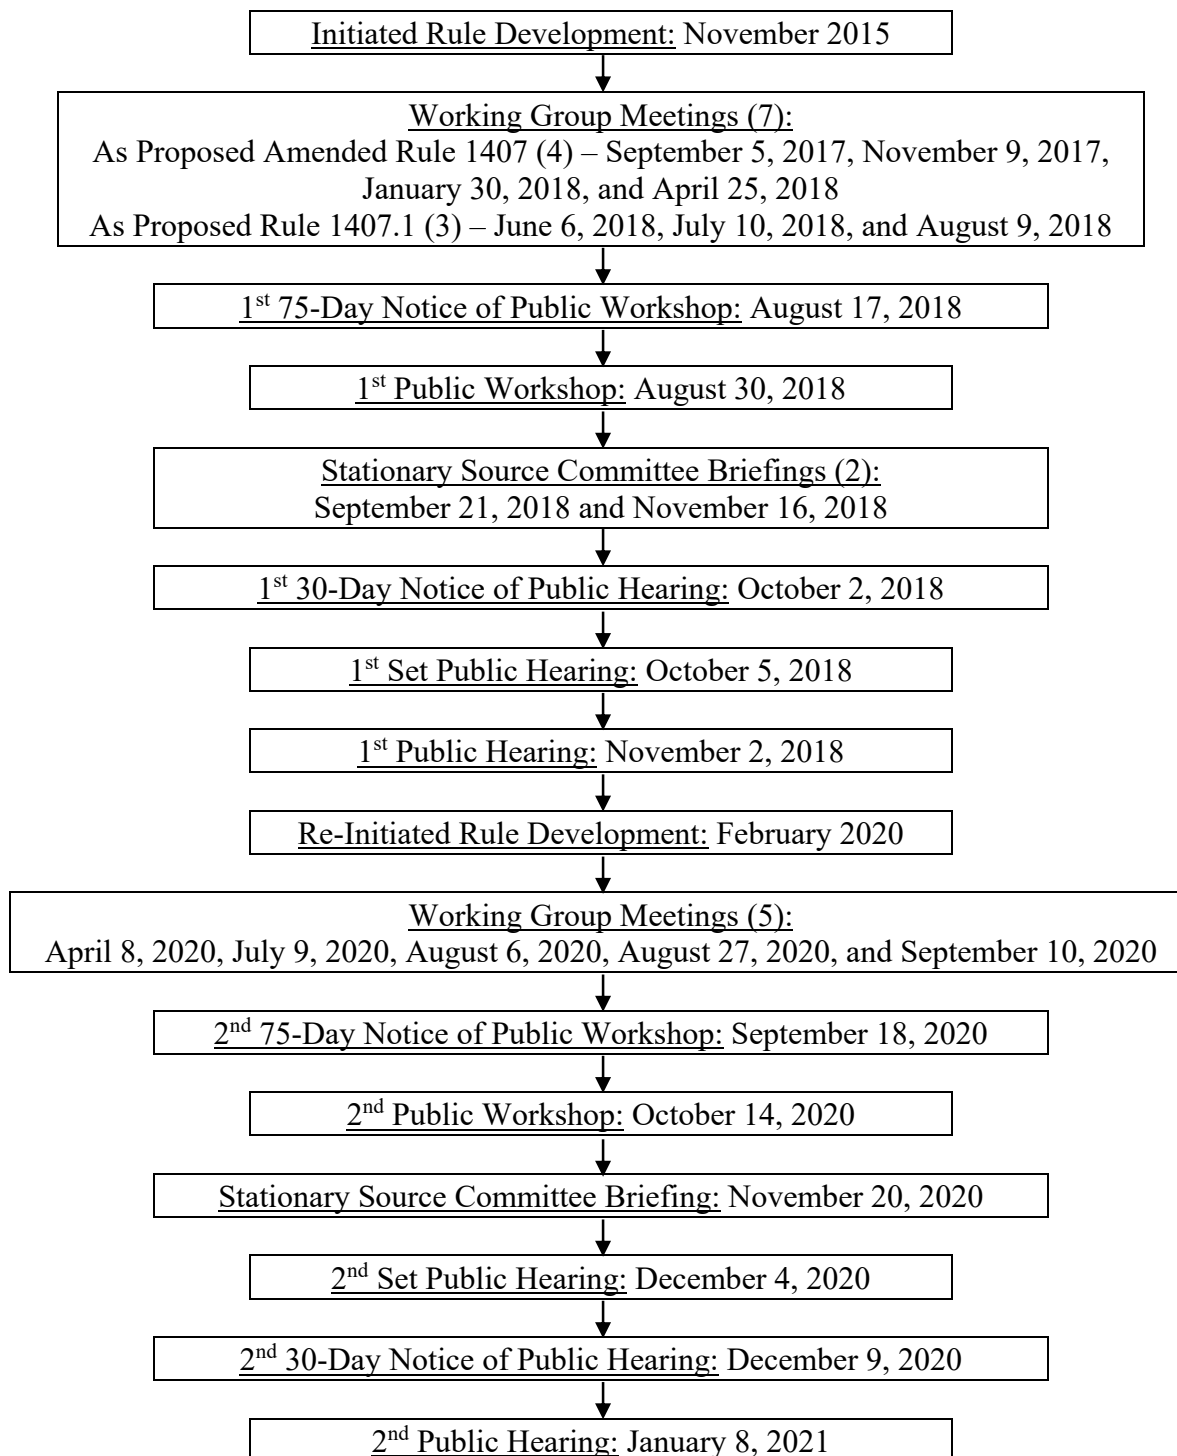 Initiated Rule Development: November 2015
Working Group Meetings (7):
As Proposed Amended Rule 1407 (4) – September 5, 2017, November 9, 2017,
January 30, 2018, and April 25, 2018
As Proposed Rule 1407.1 (3) – June 6, 2018, July 10, 2018, and August 9, 2018
1st 75-Day Notice of Public Workshop: August 17, 2018
1st Public Workshop: August 30, 2018
Stationary Source Committee Briefings (2):
September 21, 2018 and November 16, 2018
1st 30-Day Notice of Public Hearing: October 2, 2018
1st Set Public Hearing: October 5, 2018
1st Public Hearing: November 2, 2018
Re-Initiated Rule Development: February 2020
Working Group Meetings (5):
April 8, 2020, July 9, 2020, August 6, 2020, August 27, 2020, and September 10, 2020
2nd 75-Day Notice of Public Workshop: September 18, 2020
2nd Public Workshop: October 14, 2020
Stationary Source Committee Briefing: November 20, 2020
2nd Set Public Hearing: December 4, 2020
2nd 30-Day Notice of Public Hearing: December 9, 2020
2nd Public Hearing: January 8, 2021